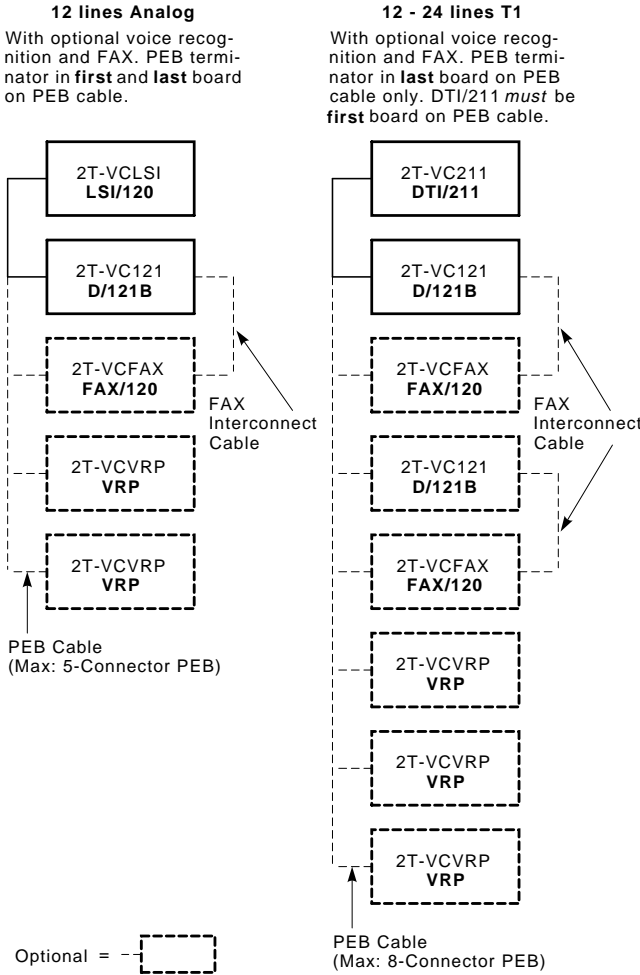 12 lines Analog
With optional voice recog-
nition and FAX. PEB termi-
nator in first and last board
on PEB cable.
2T-VCLSI
LSI/120
2T-VC121
D/121B
2T-VCFAX
FAX/120
2T-VCVRP
VRP
2T-VCVRP
VRP
FAX
Interconnect
Cable
PEB Cable
(Max: 5-Connector PEB)
Optional =
12 - 24 lines T1
With optional voice recog-
nition and FAX. PEB termi-
nator in last board on PEB
cable only. DTI/211 must be
first board on PEB cable.
2T-VC211
DTI/211
2T-VC121
D/121B
2T-VCFAX
FAX/120
2T-VC121
D/121B
2T-VCFAX
FAX/120
2T-VCVRP
VRP
2T-VCVRP
VRP
2T-VCVRP
VRP
FAX
Interconnect
Cable
PEB Cable
(Max: 8-Connector PEB)